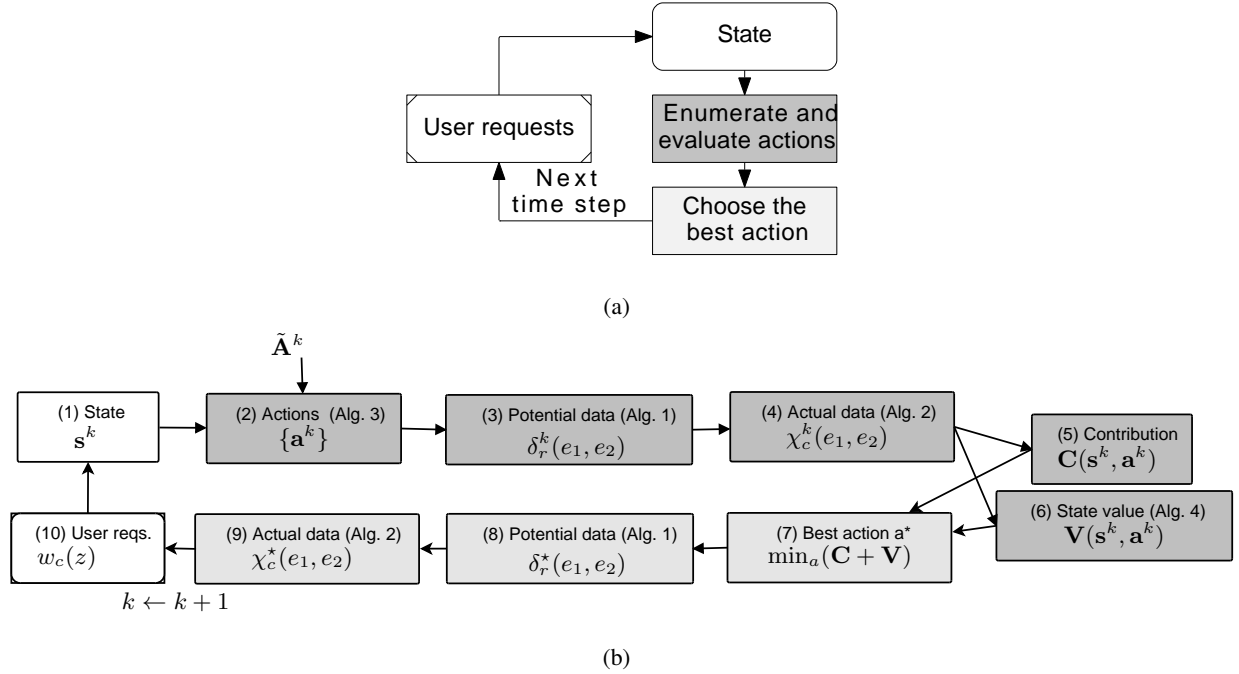 State
Enumerate and
evaluate actions
User requests
Next
time step
Choose the
best action
(a)
Ã^k
(1) State
s^k
(2) Actions (Alg. 3)
{a^k}
(3) Potential data (Alg. 1)
δ_r^k(e_1, e_2)
(4) Actual data (Alg. 2)
χ_c^k(e_1, e_2)
(5) Contribution
C(s^k, a^k)
(6) State value (Alg. 4)
V(s^k, a^k)
(7) Best action a*
min_a(C + V)
(8) Potential data (Alg. 1)
δ_r^⋆(e_1, e_2)
(9) Actual data (Alg. 2)
χ_c^⋆(e_1, e_2)
(10) User reqs.
w_c(z)
k ← k + 1
(b)